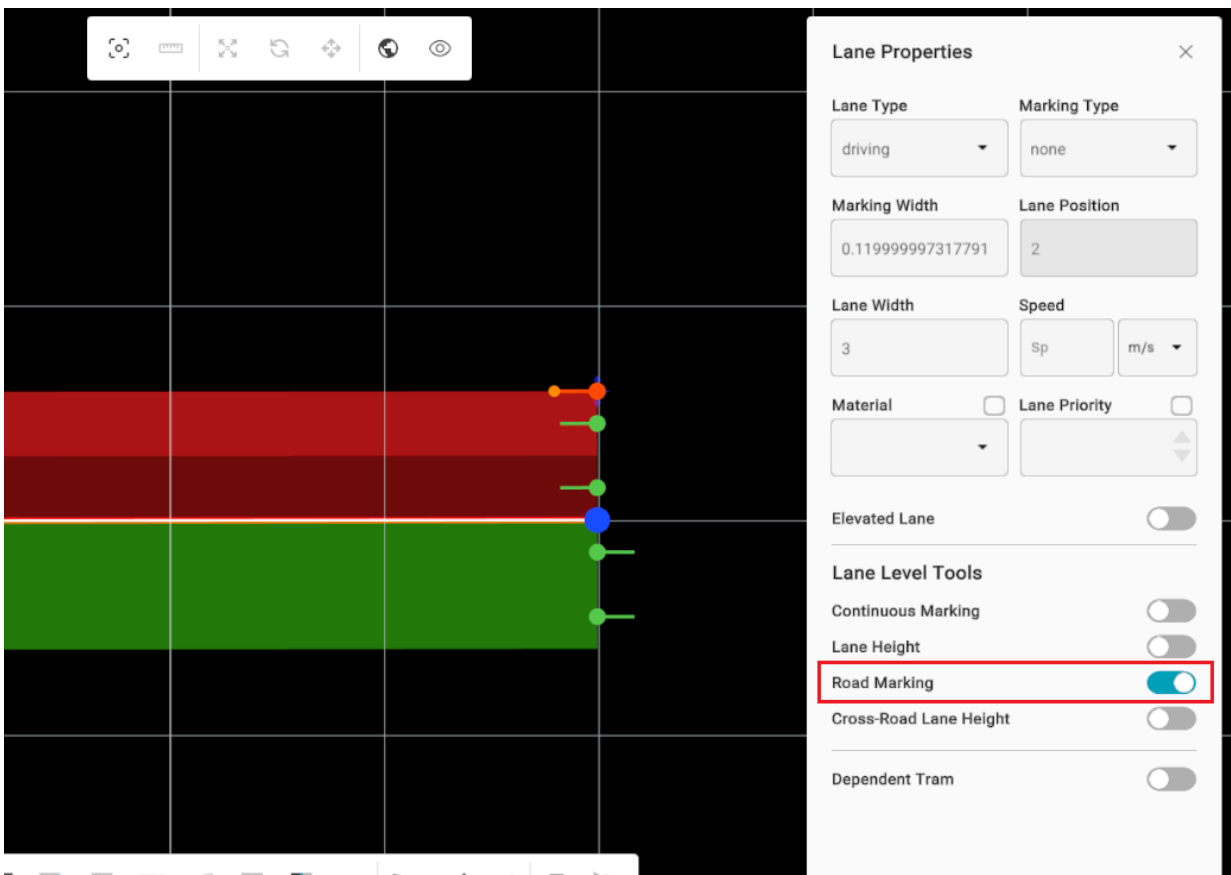 Lane Properties
Lane Type Marking Type
driving none
Marking Width Lane Position
0.119999997317791 2
Lane Width Speed
3 Sp m/s
Material Lane Priority
Elevated Lane
Lane Level Tools
Continuous Marking
Lane Height
Road Marking
Cross-Road Lane Height
Dependent Tram